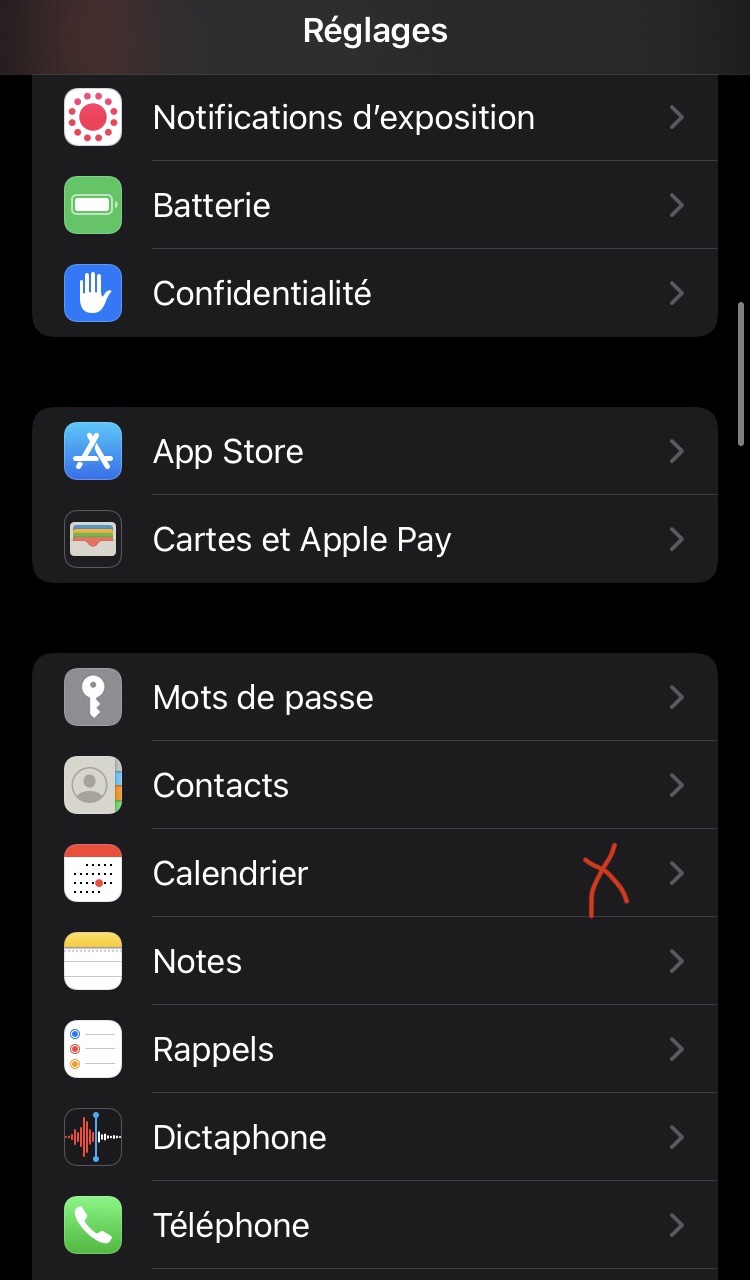 Réglages
Notifications d’exposition
Batterie
Confidentialité
App Store
Cartes et Apple Pay
Mots de passe
Contacts
Calendrier
Notes
Rappels
Dictaphone
Téléphone